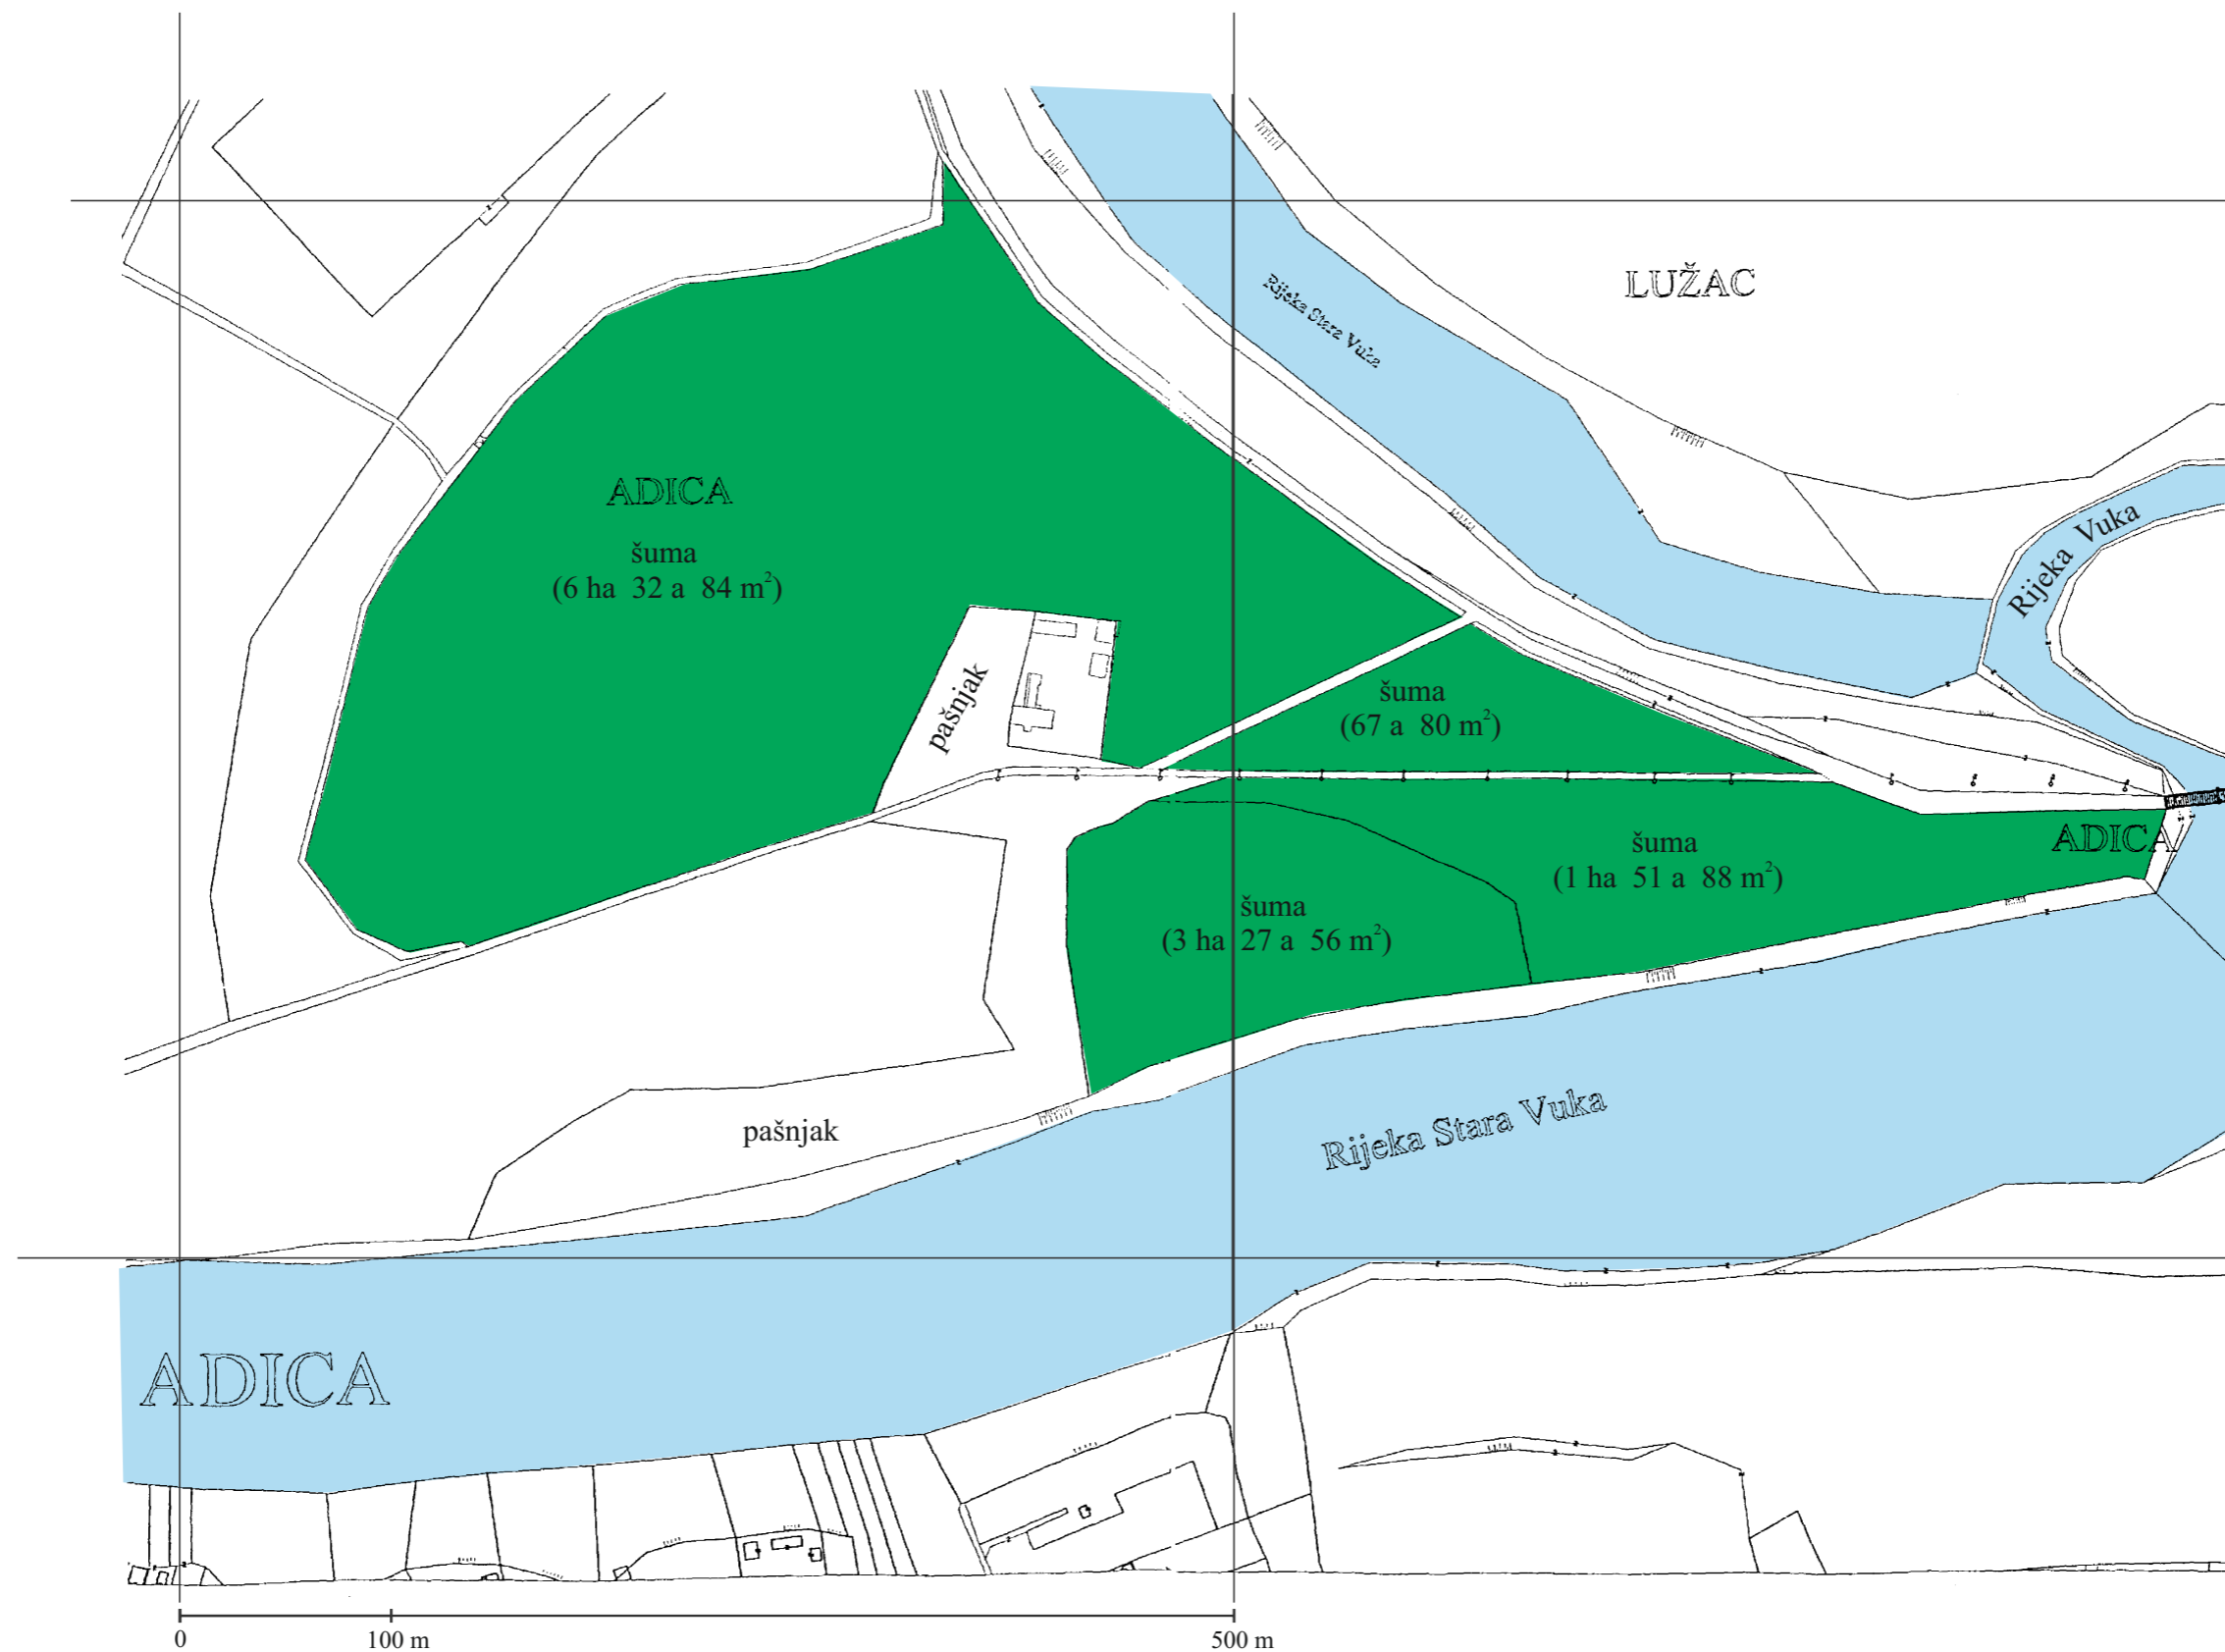 LUŽAC
Rijeka Stara Vuka
ADICA
šuma
(6 ha 32 a 84 m²)
Rijeka Vuka
pašnjak
šuma
(67 a 80 m²)
ADICA
šuma
(1 ha 51 a 88 m²)
šuma
(3 ha 27 a 56 m²)
Rijeka Stara Vuka
pašnjak
ADICA
0
100 m
500 m